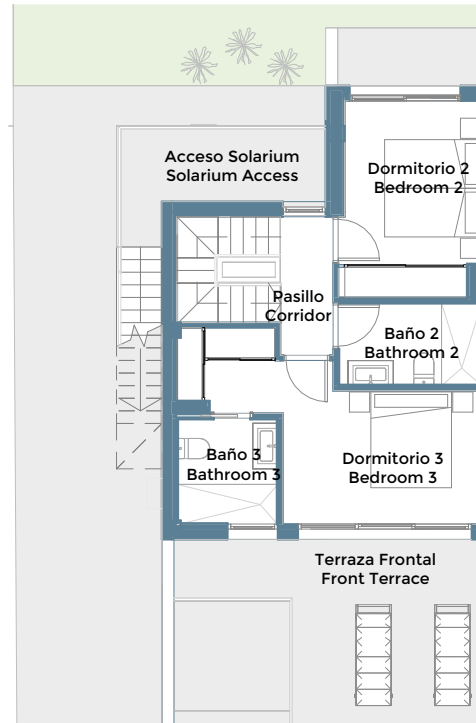 Acceso Solarium
Solarium Access
Dormitorio 2
Bedroom 2
Pasillo
Corridor
Baño 2
Bathroom 2
Baño 3
Bathroom 3
Dormitorio 3
Bedroom 3
Terraza Frontal
Front Terrace